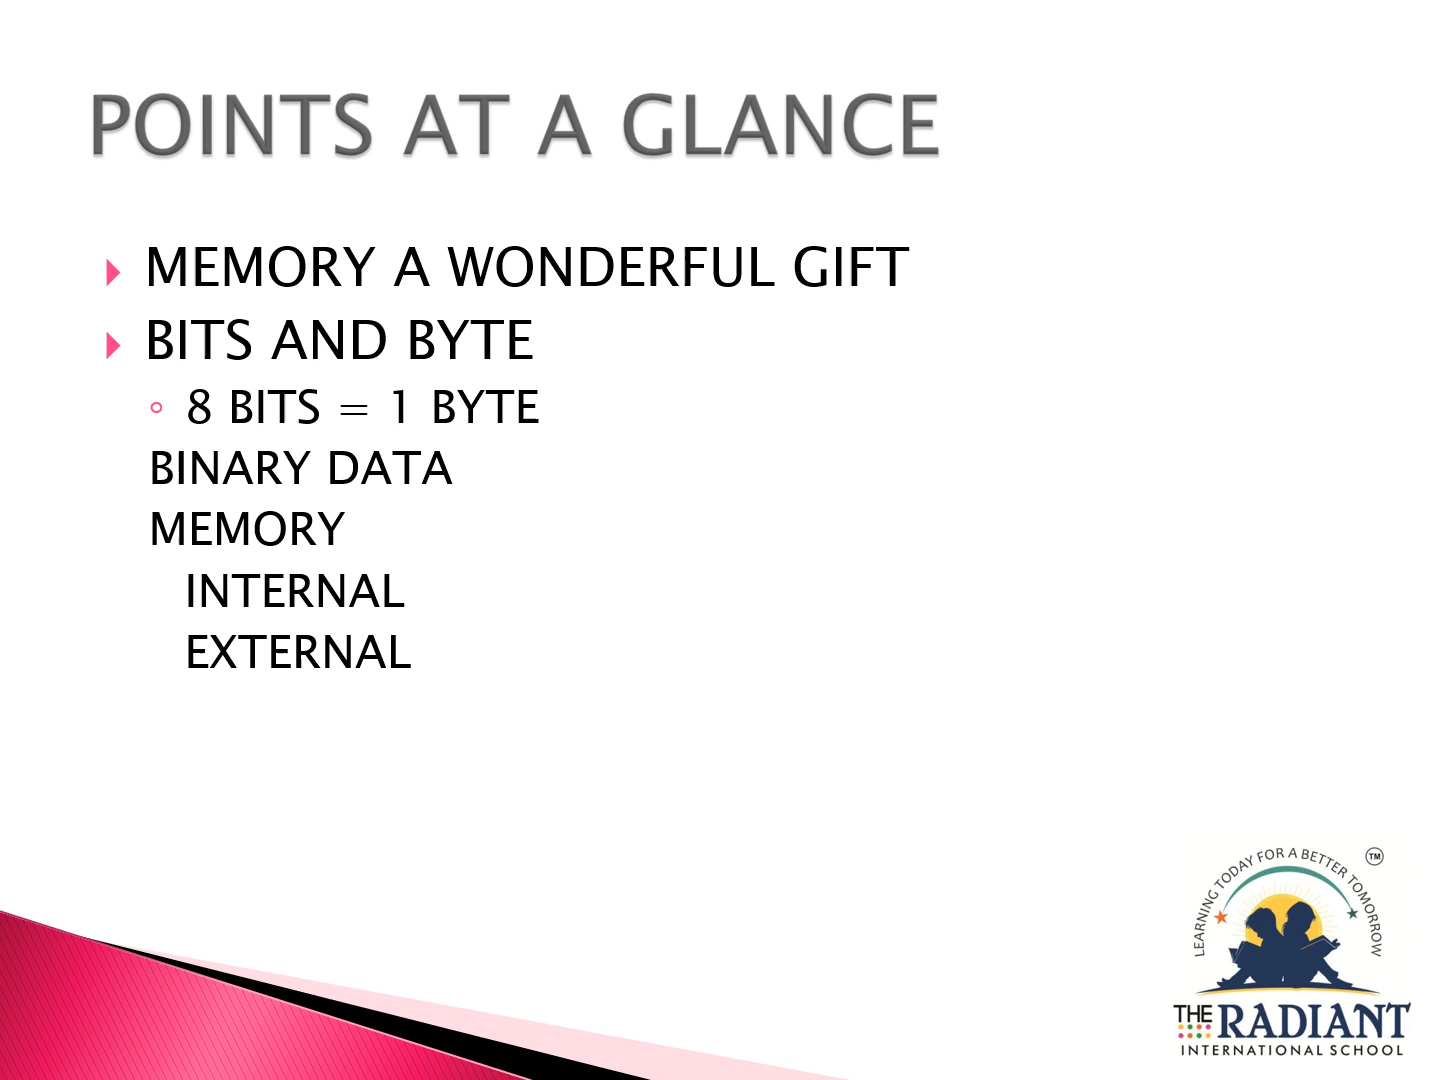 POINTS AT A GLANCE
MEMORY A WONDERFUL GIFT
BITS AND BYTE
8 BITS = 1 BYTE
BINARY DATA
MEMORY
INTERNAL
EXTERNAL
LEARNING TODAY FOR A BETTER TOMORROW
TM
THE RADIANT
INTERNATIONAL SCHOOL